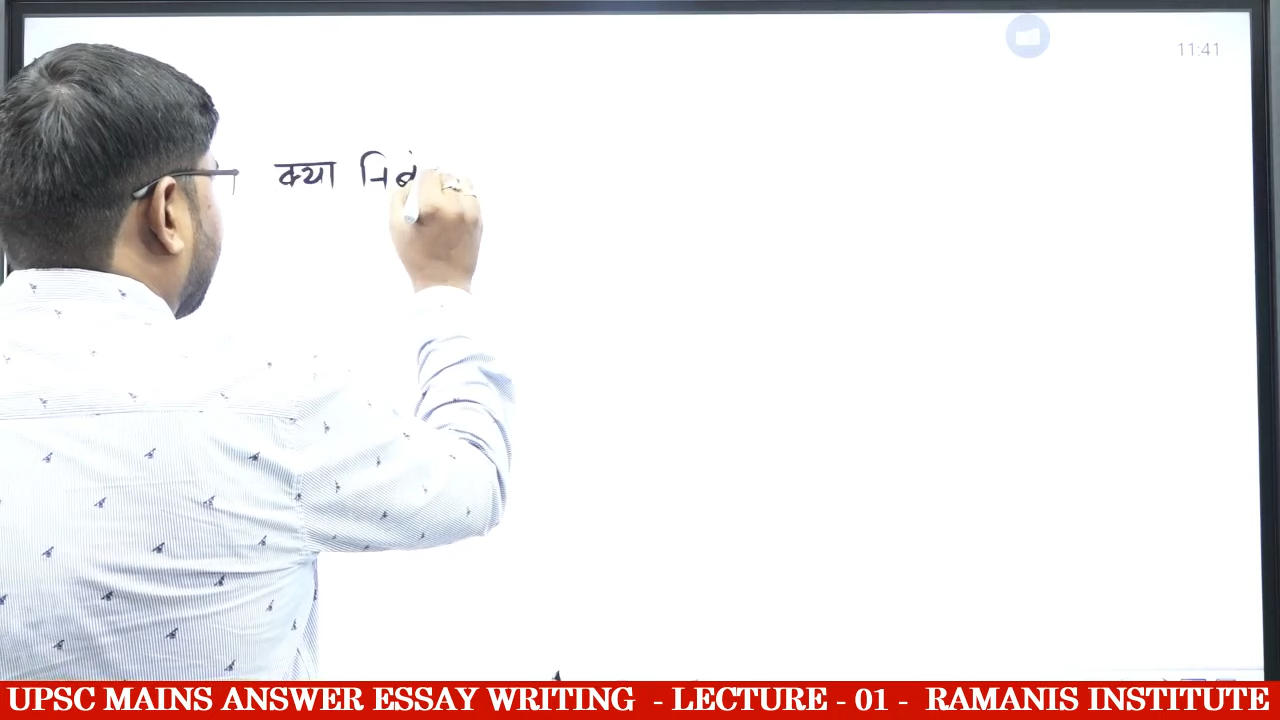 11:41
क्या निबं
UPSC MAINS ANSWER ESSAY WRITING - LECTURE - 01 - RAMANIS INSTITUTE